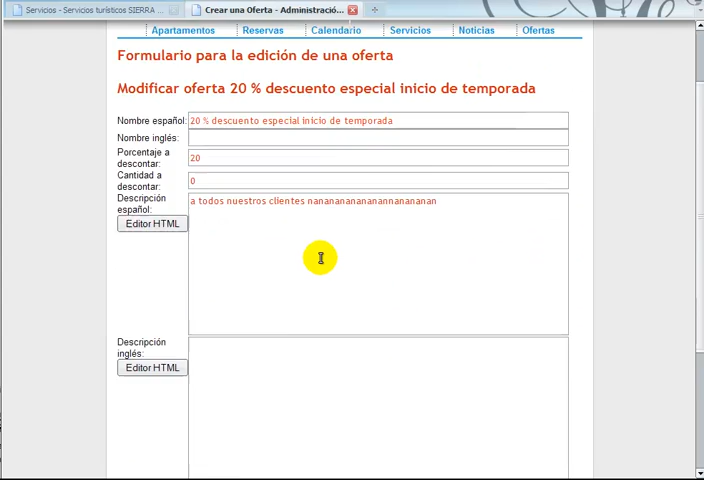 Servicios - Servicios turísticos SIERRA ...
Crear una Oferta - Administració...
Apartamentos Reservas Calendario Servicios Noticias Ofertas
Formulario para la edición de una oferta
Modificar oferta 20 % descuento especial inicio de temporada
Nombre español: 20 % descuento especial inicio de temporada
Nombre inglés:
Porcentaje a
descontar: 20
Cantidad a
descontar: 0
Descripción
español: a todos nuestros clientes nananananananannanananan
Editor HTML
Descripción
inglés:
Editor HTML